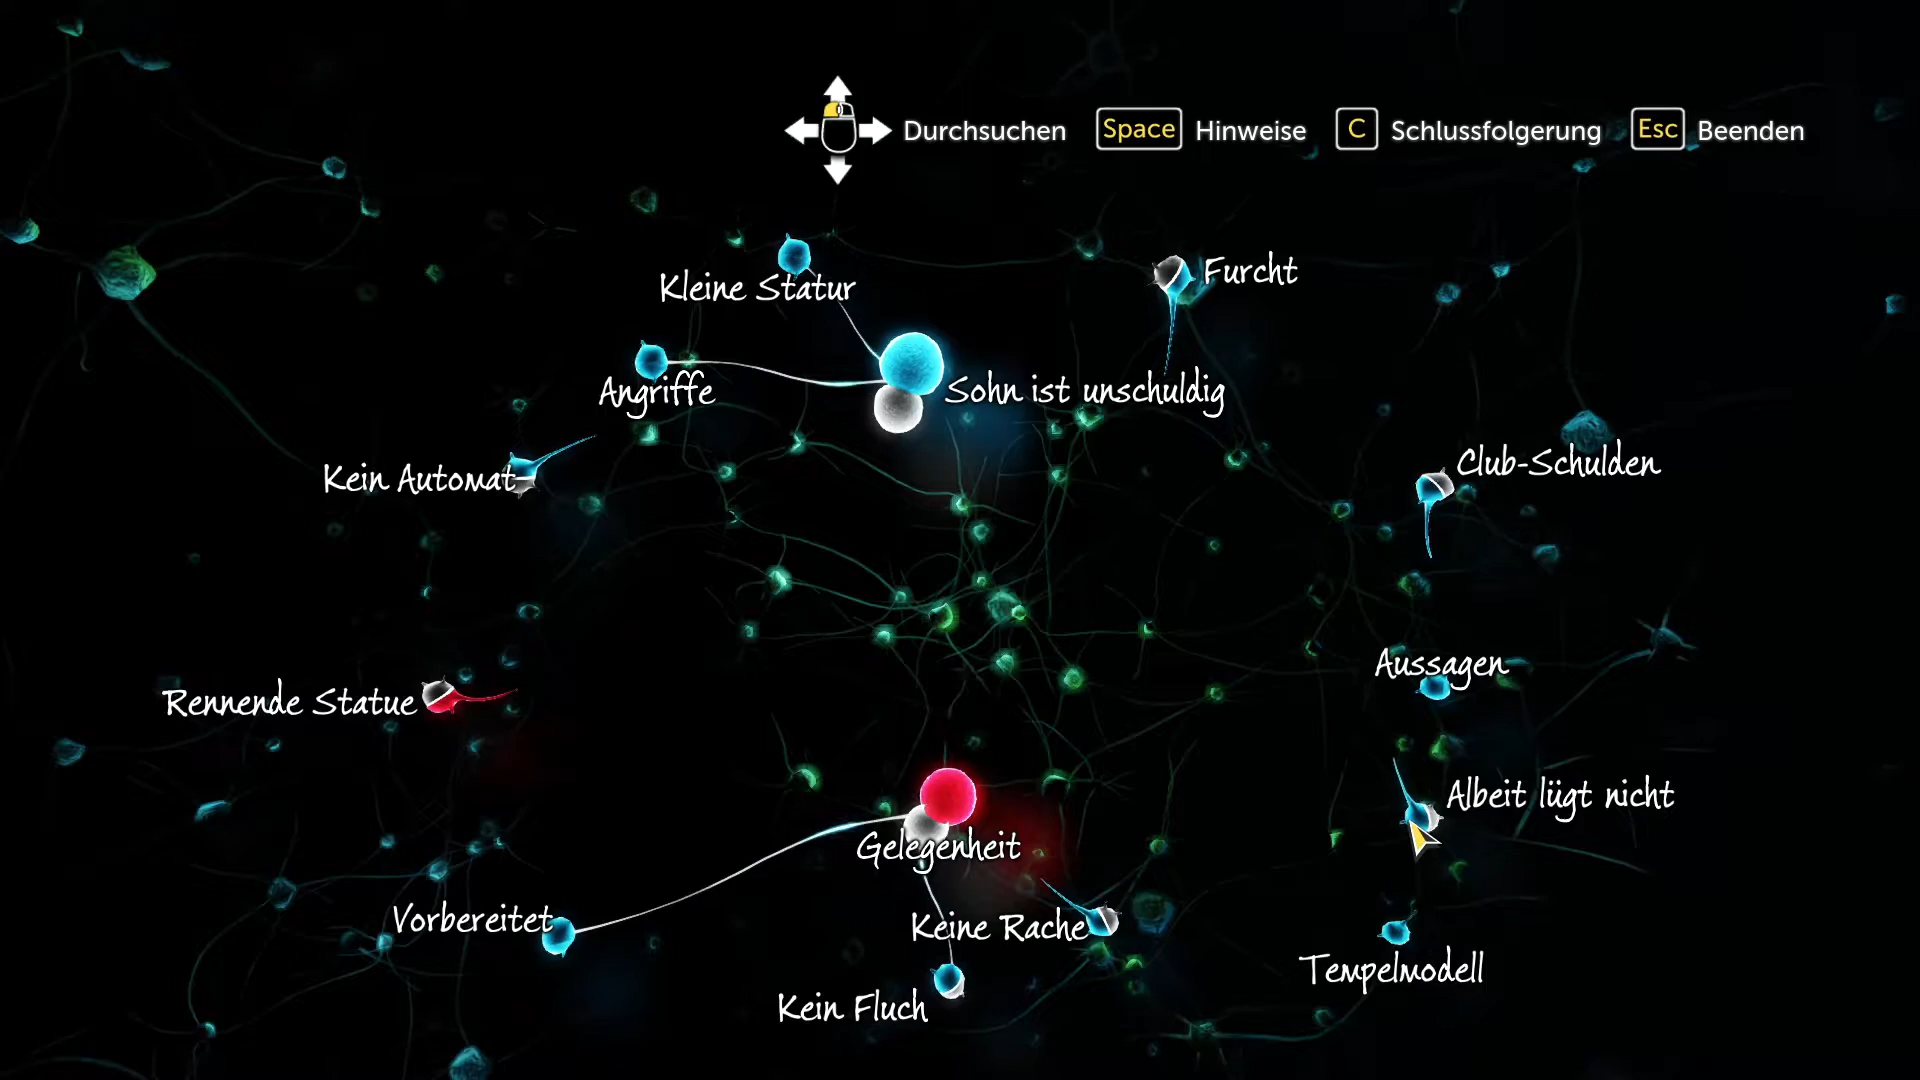 Durchsuchen
Space Hinweise
C Schlussfolgerung
Esc Beenden
Kleine Statur
Furcht
Angriffe
Sohn ist unschuldig
Kein Automat
Club-Schulden
Aussagen
Rennende Statue
Albeit lügt nicht
Gelegenheit
Vorbereitet
Keine Rache
Tempelmodell
Kein Fluch